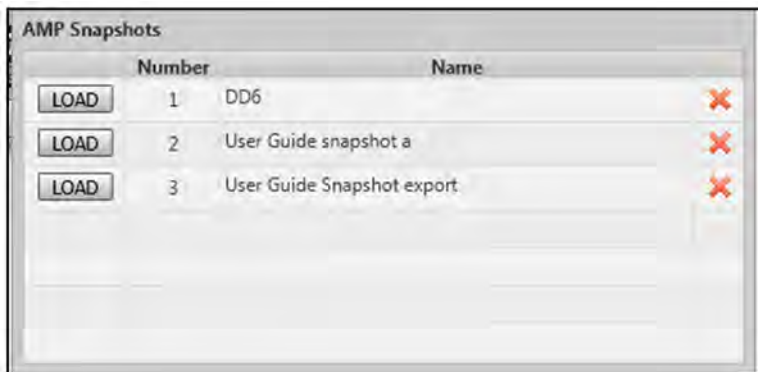 AMP Snapshots
Number Name
LOAD 1 DD6
LOAD 2 User Guide snapshot a
LOAD 3 User Guide Snapshot export